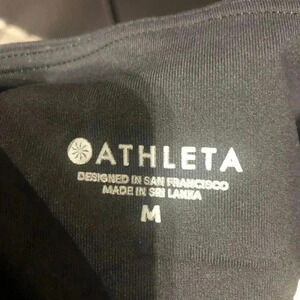 ATHLETA
DESIGNED IN SAN FRANCISCO
MADE IN SRI LANKA
M